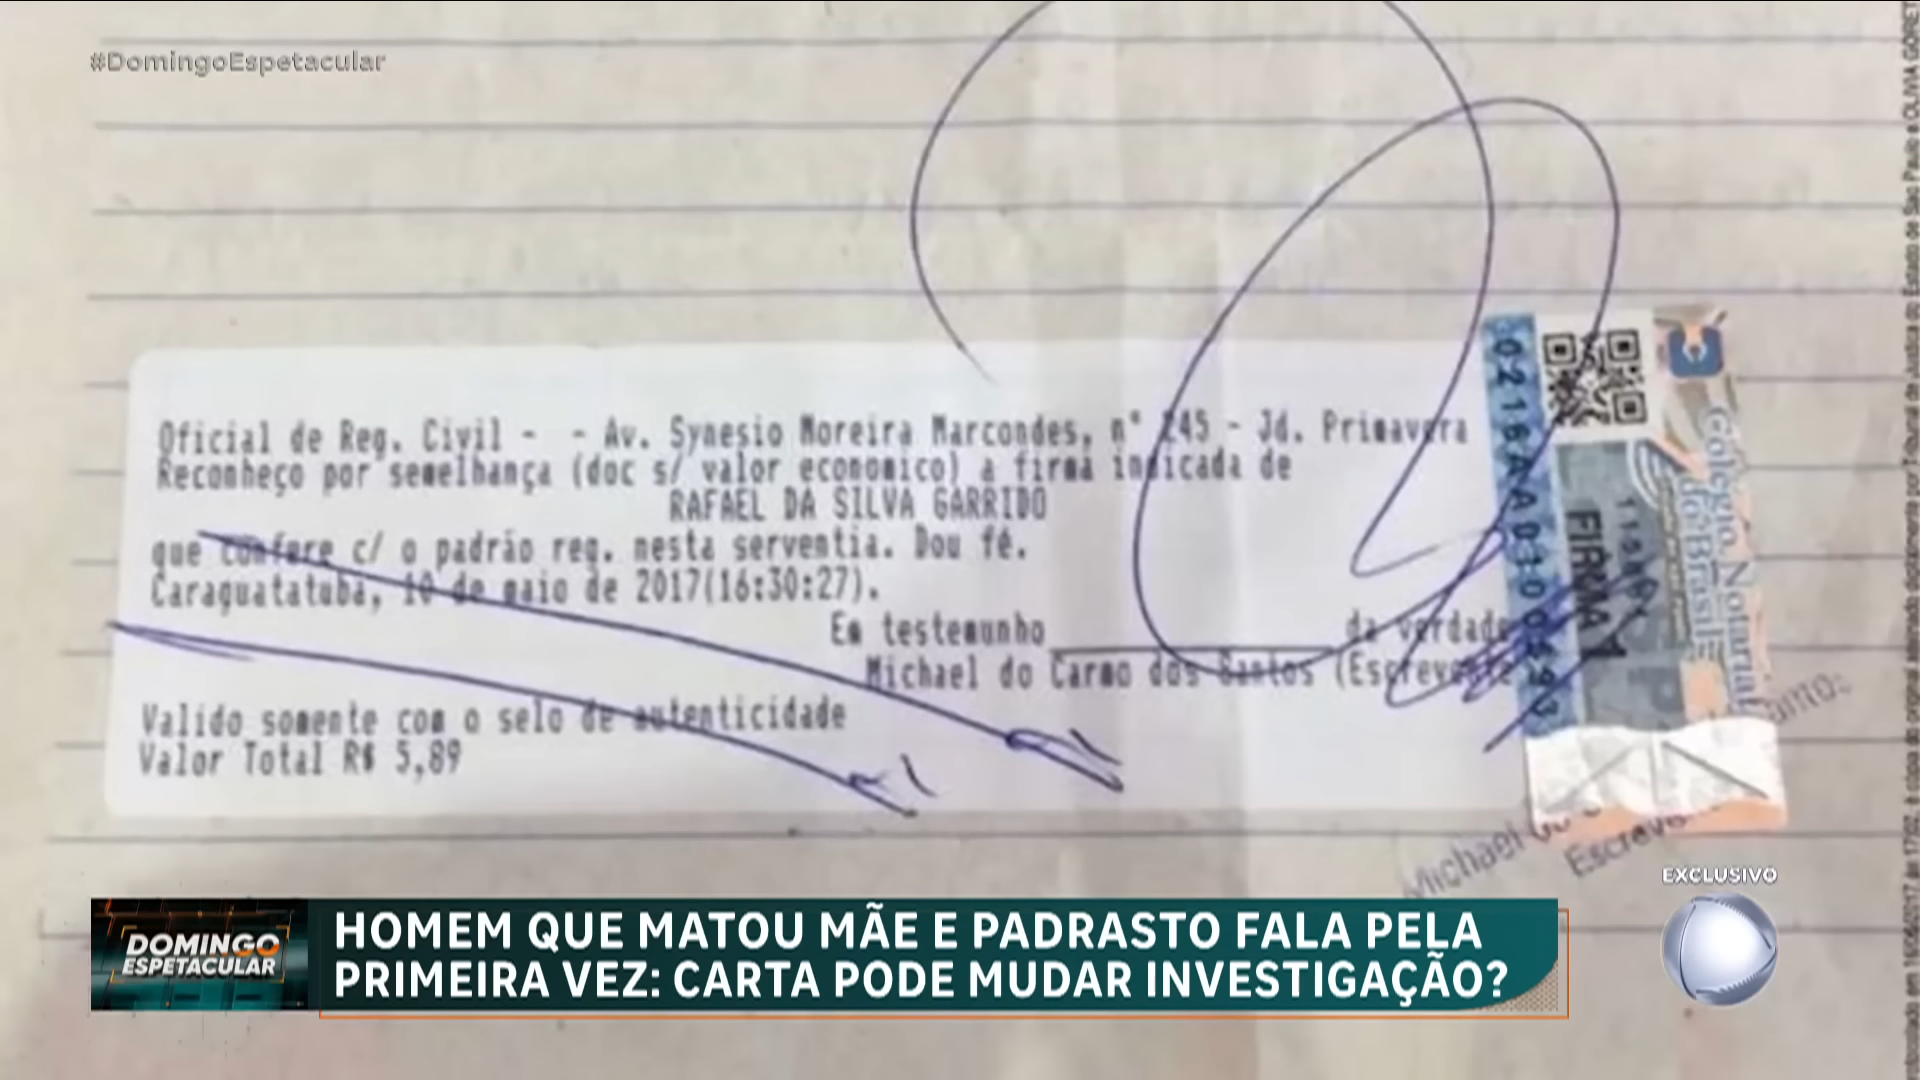 #DomingoEspetacular
Oficial de Reg. Civil - - Av. Synesio Moreira Marcondes, n° 245 - Jd. Primavera
Reconheço por semelhança (doc s/ valor economico) a firma indicada de
RAFAEL DA SILVA GARRIDO
que confere c/ o padrão reg. nesta serventia. Dou fé.
Caraguatatuba, 10 de maio de 2017(16:30:27).
Em testemunho da verdade
Michael do Carmo dos Santos (Escrevente
Valido somente com o selo de autenticidade
Valor Total R$ 5,89
Colégio Notarial
do Brasil
FIRMA 1
Michael
EXCLUSIVO
DOMINGO
ESPETACULAR
HOMEM QUE MATOU MÃE E PADRASTO FALA PELA
PRIMEIRA VEZ: CARTA PODE MUDAR INVESTIGAÇÃO?